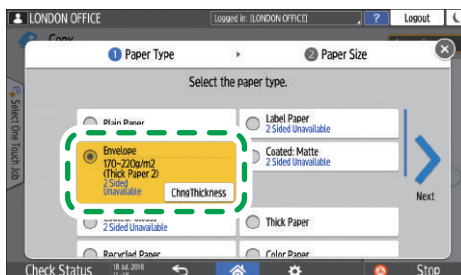 LONDON OFFICE
Logged in: [LONDON OFFICE]
?
Logout
Copy
1 Paper Type
2 Paper Size
Select the paper type.
Select One Touch Job
Plain Paper
Label Paper
2 Sided Unavailable
Envelope
170~220g/m2
(Thick Paper 2)
2 Sided
Unavailable
ChngThickness
Coated: Matte
2 Sided Unavailable
Next
Coated: Gloss
2 Sided Unavailable
Thick Paper
Recycled Paper
Color Paper
Check Status
18 Jul. 2018
Stop